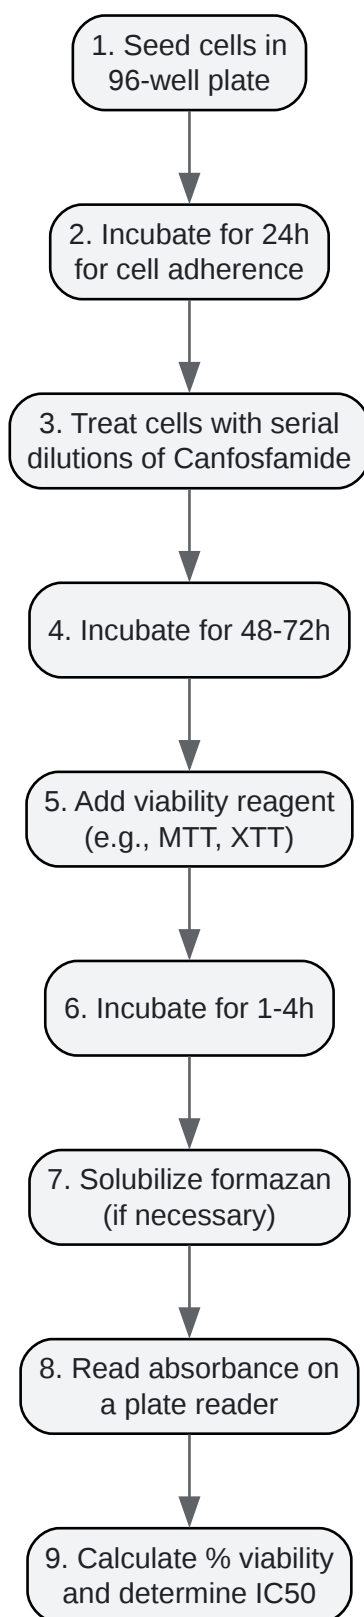 1. Seed cells in
96-well plate
2. Incubate for 24h
for cell adherence
3. Treat cells with serial
dilutions of Canfosfamide
4. Incubate for 48-72h
5. Add viability reagent
(e.g., MTT, XTT)
6. Incubate for 1-4h
7. Solubilize formazan
(if necessary)
8. Read absorbance on
a plate reader
9. Calculate % viability
and determine IC50